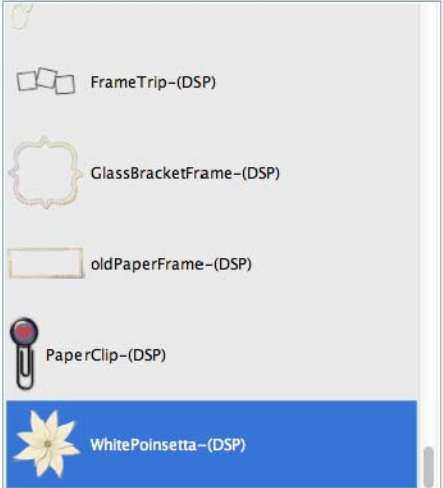 FrameTrip-(DSP)
GlassBracketFrame-(DSP)
oldPaperFrame-(DSP)
PaperClip-(DSP)
WhitePoinsetta-(DSP)